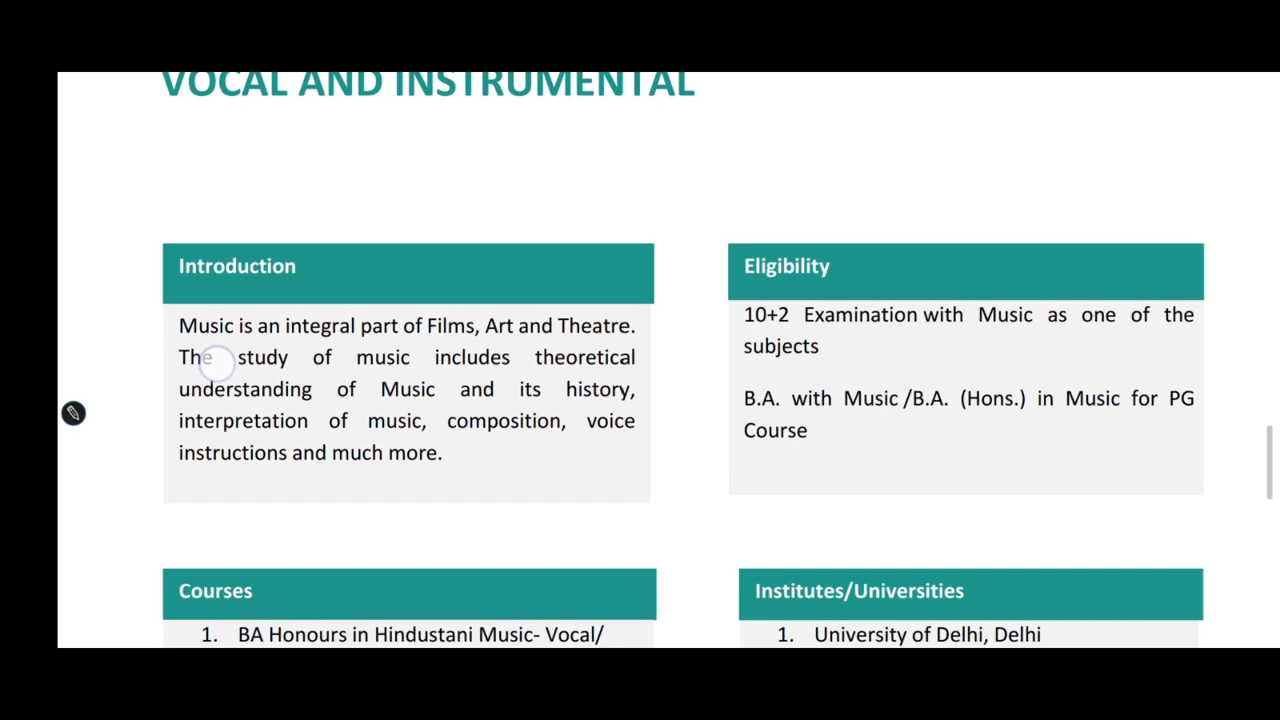 VOCAL AND INSTRUMENTAL
Introduction
Music is an integral part of Films, Art and Theatre.
The study of music includes theoretical
understanding of Music and its history,
interpretation of music, composition, voice
instructions and much more.
Eligibility
10+2 Examination with Music as one of the
subjects
B.A. with Music /B.A. (Hons.) in Music for PG
Course
Courses
1. BA Honours in Hindustani Music- Vocal/
Institutes/Universities
1. University of Delhi, Delhi